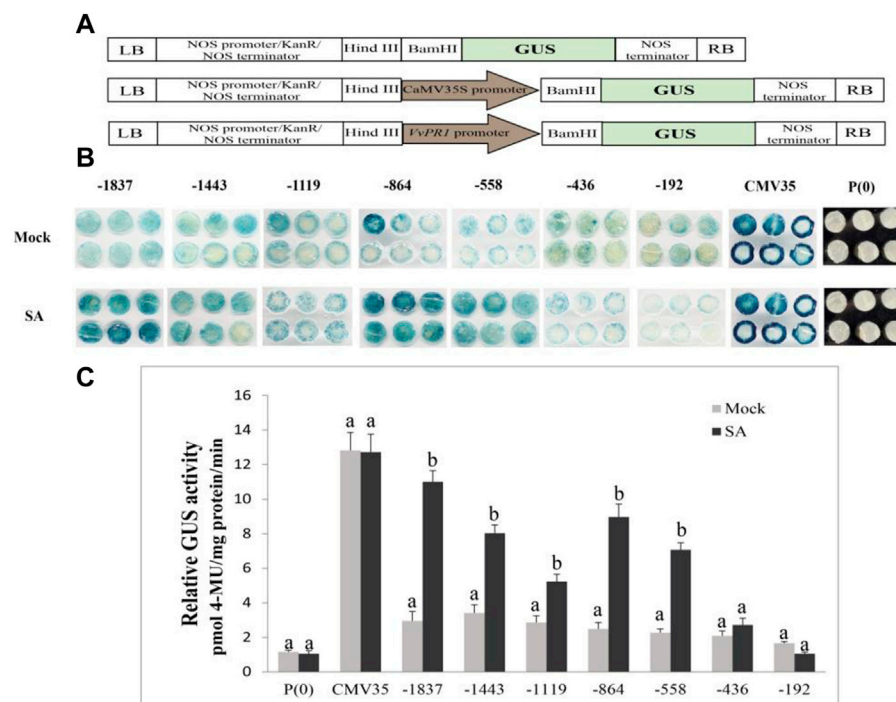 A
LB NOS promoter/KanR/ NOS terminator Hind III BamHI GUS NOS terminator RB
LB NOS promoter/KanR/ NOS terminator Hind III CaMV35S promoter BamHI GUS NOS terminator RB
LB NOS promoter/KanR/ NOS terminator Hind III VvPR1 promoter BamHI GUS NOS terminator RB
B
-1837 -1443 -1119 -864 -558 -436 -192 CMV35 P(0)
Mock
SA
C
Relative GUS activity
pmol 4-MU/mg protein/min
16
14
12
10
8
6
4
2
0
Mock
SA
a a a a a b a b a b a b a b a a a a
P(0) CMV35 -1837 -1443 -1119 -864 -558 -436 -192